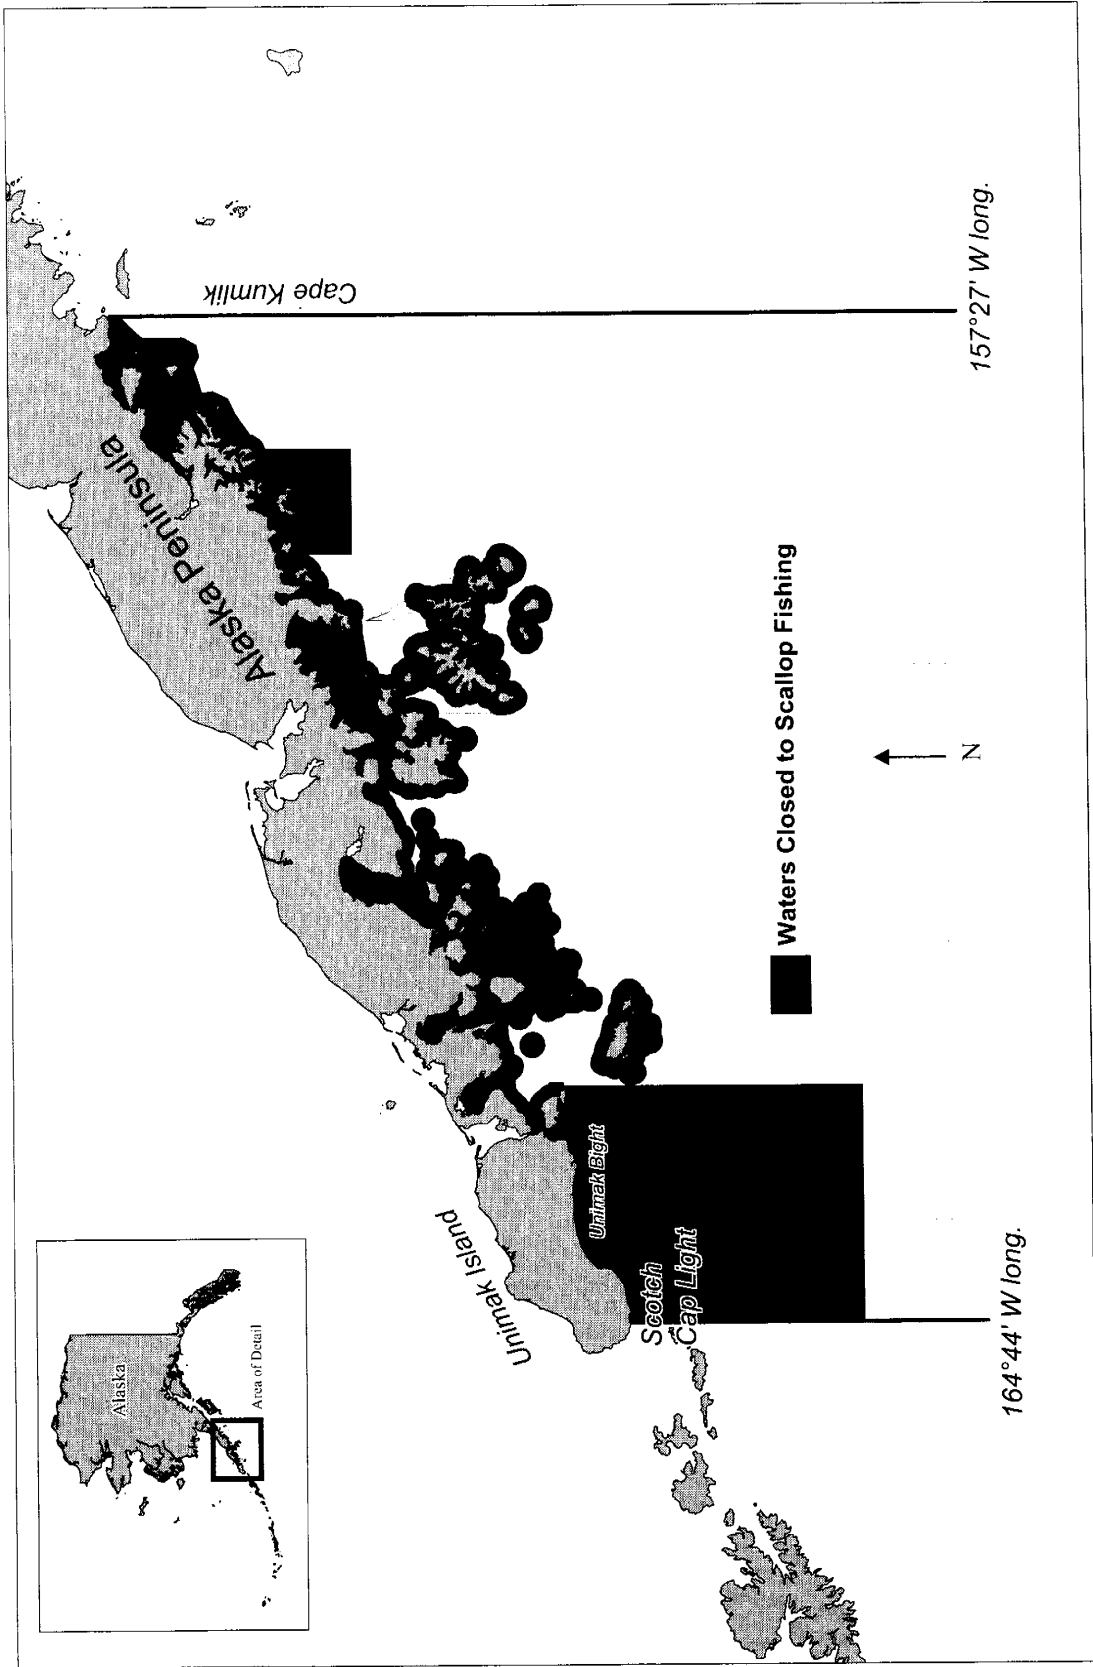 Alaska
Area of Detail
Alaska Peninsula
Cape Kumlik
Unimak Island
Unimak Bight
Scotch
Cap Light
Waters Closed to Scallop Fishing
N
164°44' W long.
157°27' W long.